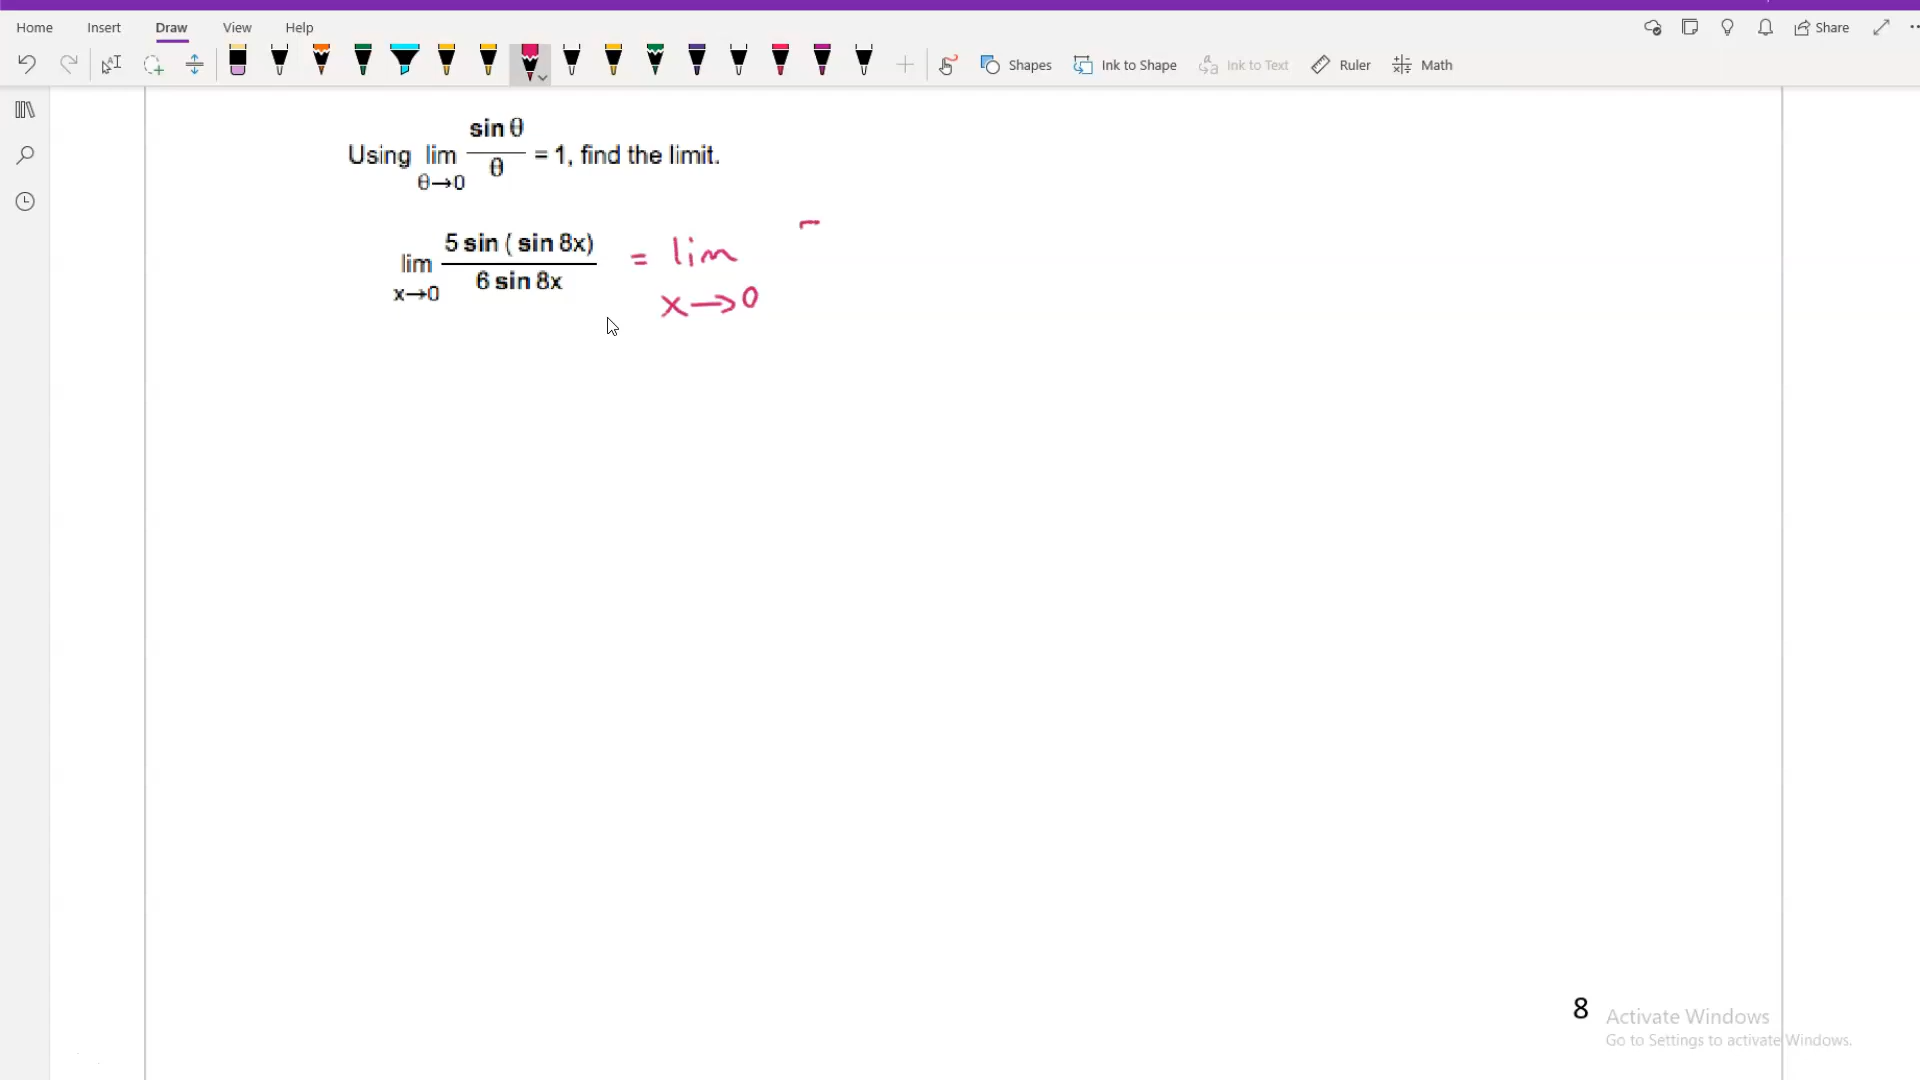 Home Insert Draw View Help Share
Shapes Ink to Shape Ink to Text Ruler Math
Using lim θ→0 sin θ / θ = 1, find the limit.
lim x→0 5 sin ( sin 8x) / 6 sin 8x = lim x→0
8
Activate Windows
Go to Settings to activate Windows.